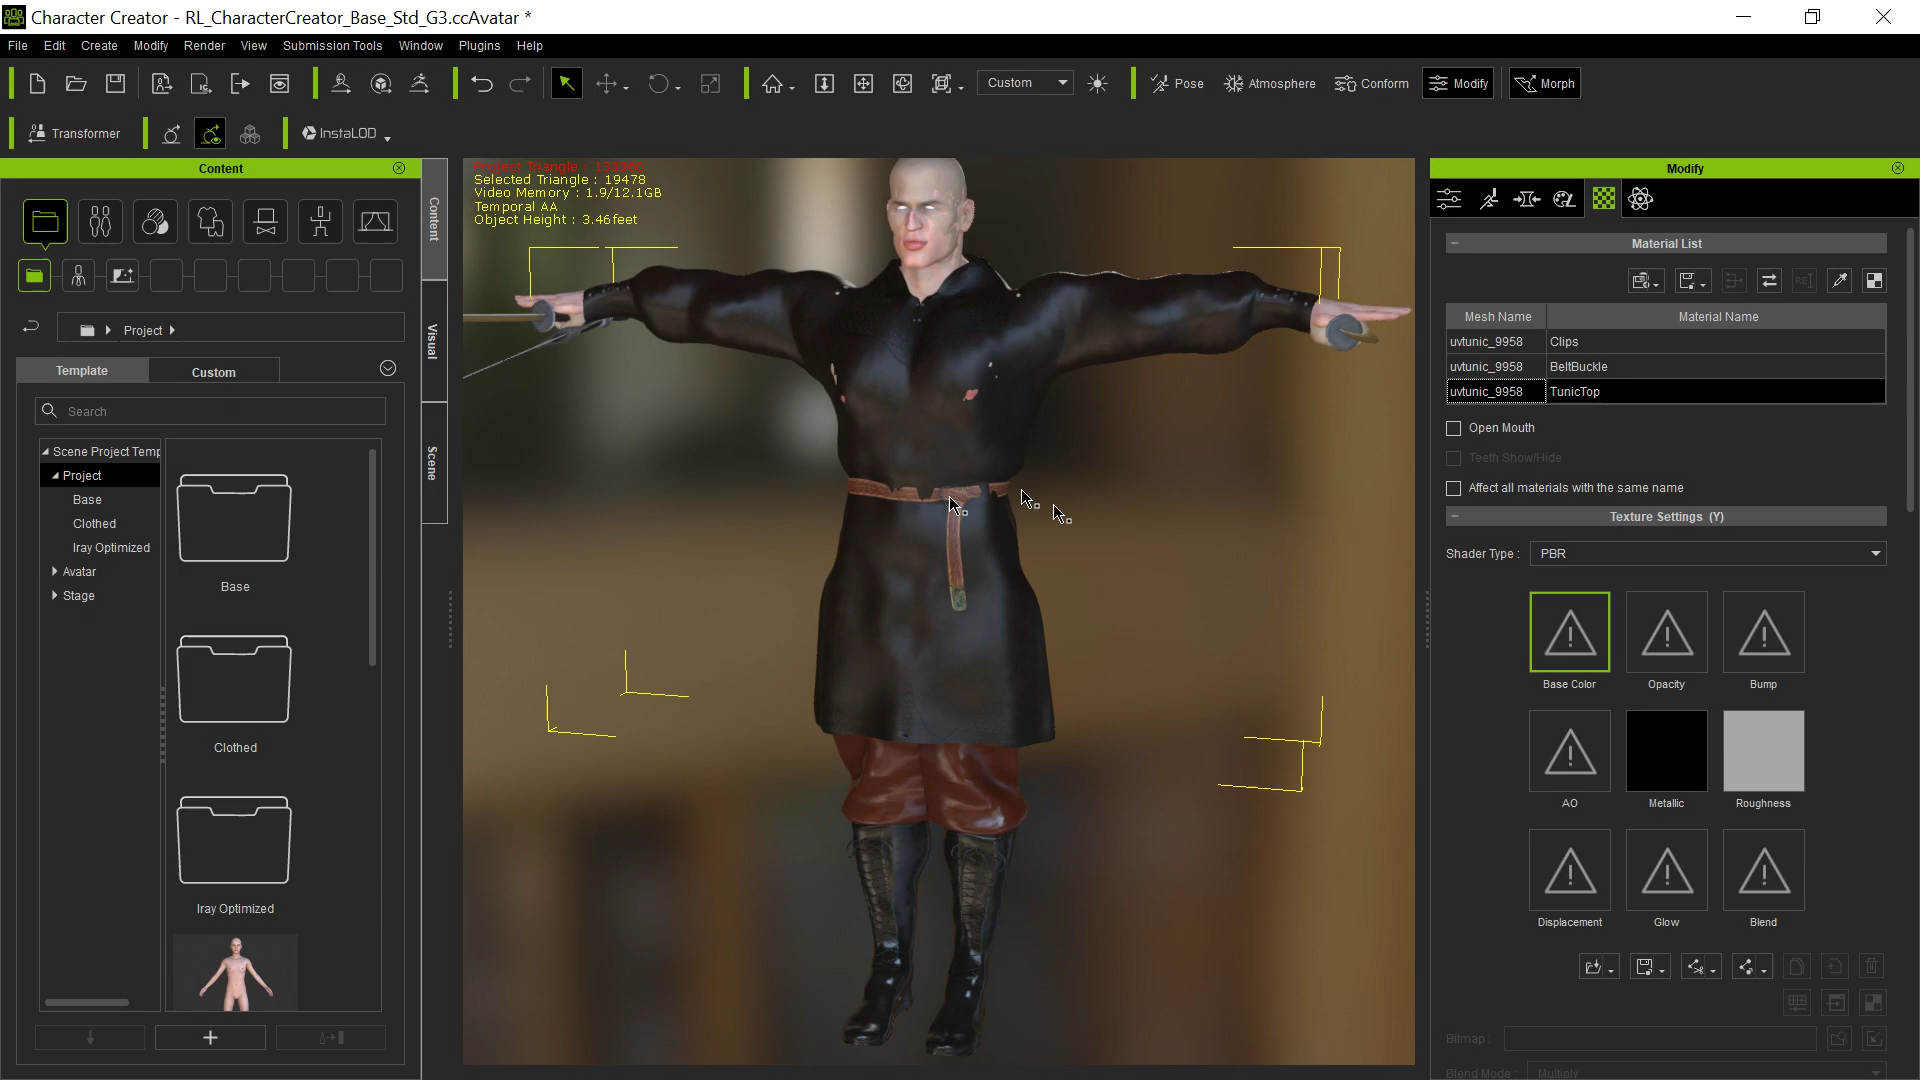 Character Creator - RL_CharacterCreator_Base_Std_G3.ccAvatar *
File Edit Create Modify Render View Submission Tools Window Plugins Help
Custom
Pose
Atmosphere
Conform
Modify
Morph
Transformer
InstaLOD
Content
Project
Template Custom
Search
Scene Project Temp
Project
Base
Clothed
Iray Optimized
Avatar
Stage
Base
Clothed
Iray Optimized
Content
Visual
Scene
Project Triangle :
Selected Triangle : 19478
Video Memory : 1.9/12.1GB
Temporal AA
Object Height : 3.46feet
Modify
Material List
Mesh Name Material Name
uvtunic_9958 Clips
uvtunic_9958 BeltBuckle
uvtunic_9958 TunicTop
Open Mouth
Teeth Show/Hide
Affect all materials with the same name
Texture Settings (Y)
Shader Type : PBR
Base Color Opacity Bump
AO Metallic Roughness
Displacement Glow Blend
Bitmap :
Blend Mode : Multiply